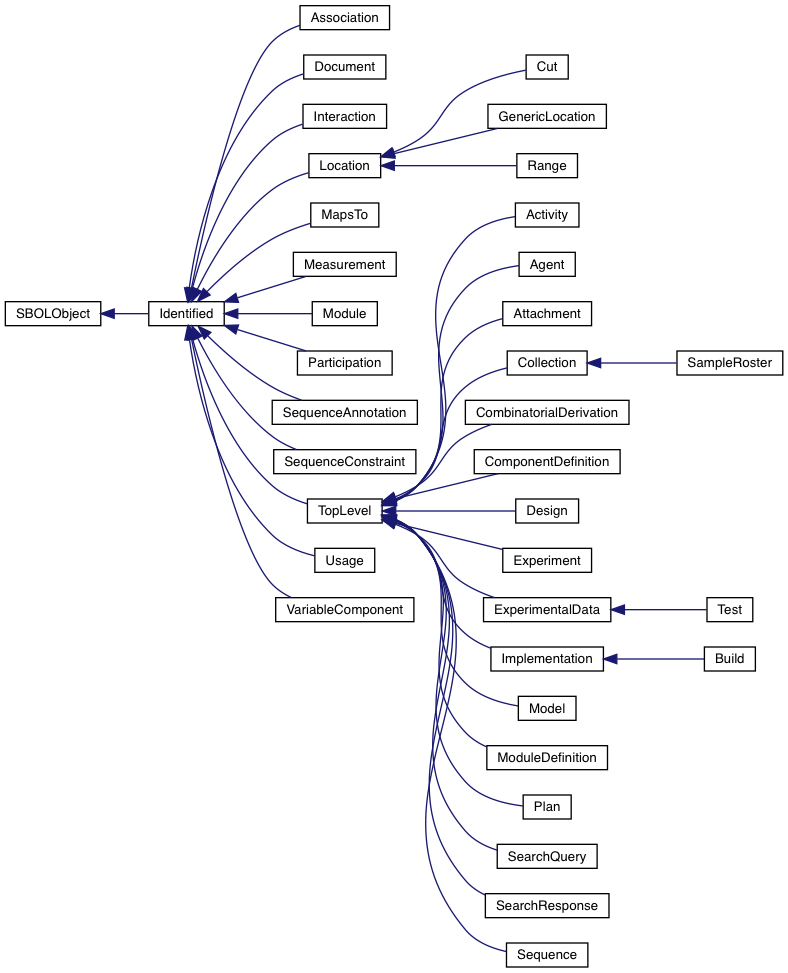 SBOLObject
Identified
Association
Document
Interaction
Location
MapsTo
Measurement
Module
Participation
SequenceAnnotation
SequenceConstraint
TopLevel
Usage
VariableComponent
Cut
GenericLocation
Range
Activity
Agent
Attachment
Collection
CombinatorialDerivation
ComponentDefinition
Design
Experiment
ExperimentalData
Implementation
Model
ModuleDefinition
Plan
SearchQuery
SearchResponse
Sequence
SampleRoster
Test
Build